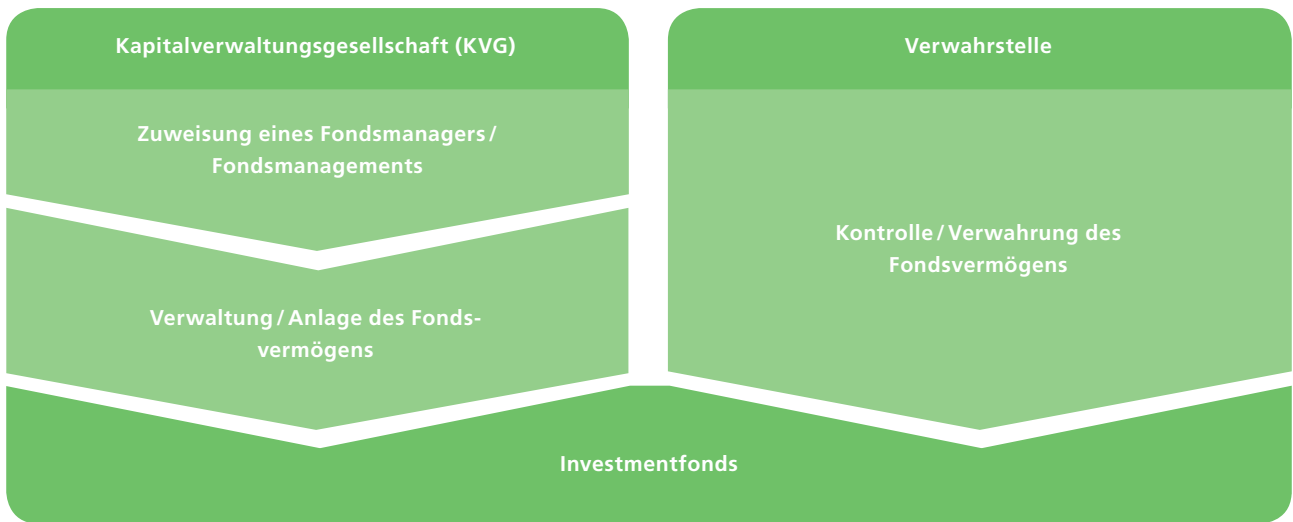 Kapitalverwaltungsgesellschaft (KVG)
Zuweisung eines Fondsmanagers / 
Fondsmanagements
Verwaltung / Anlage des Fonds-
vermögens
Verwahrstelle
Kontrolle / Verwahrung des
Fondsvermögens
Investmentfonds